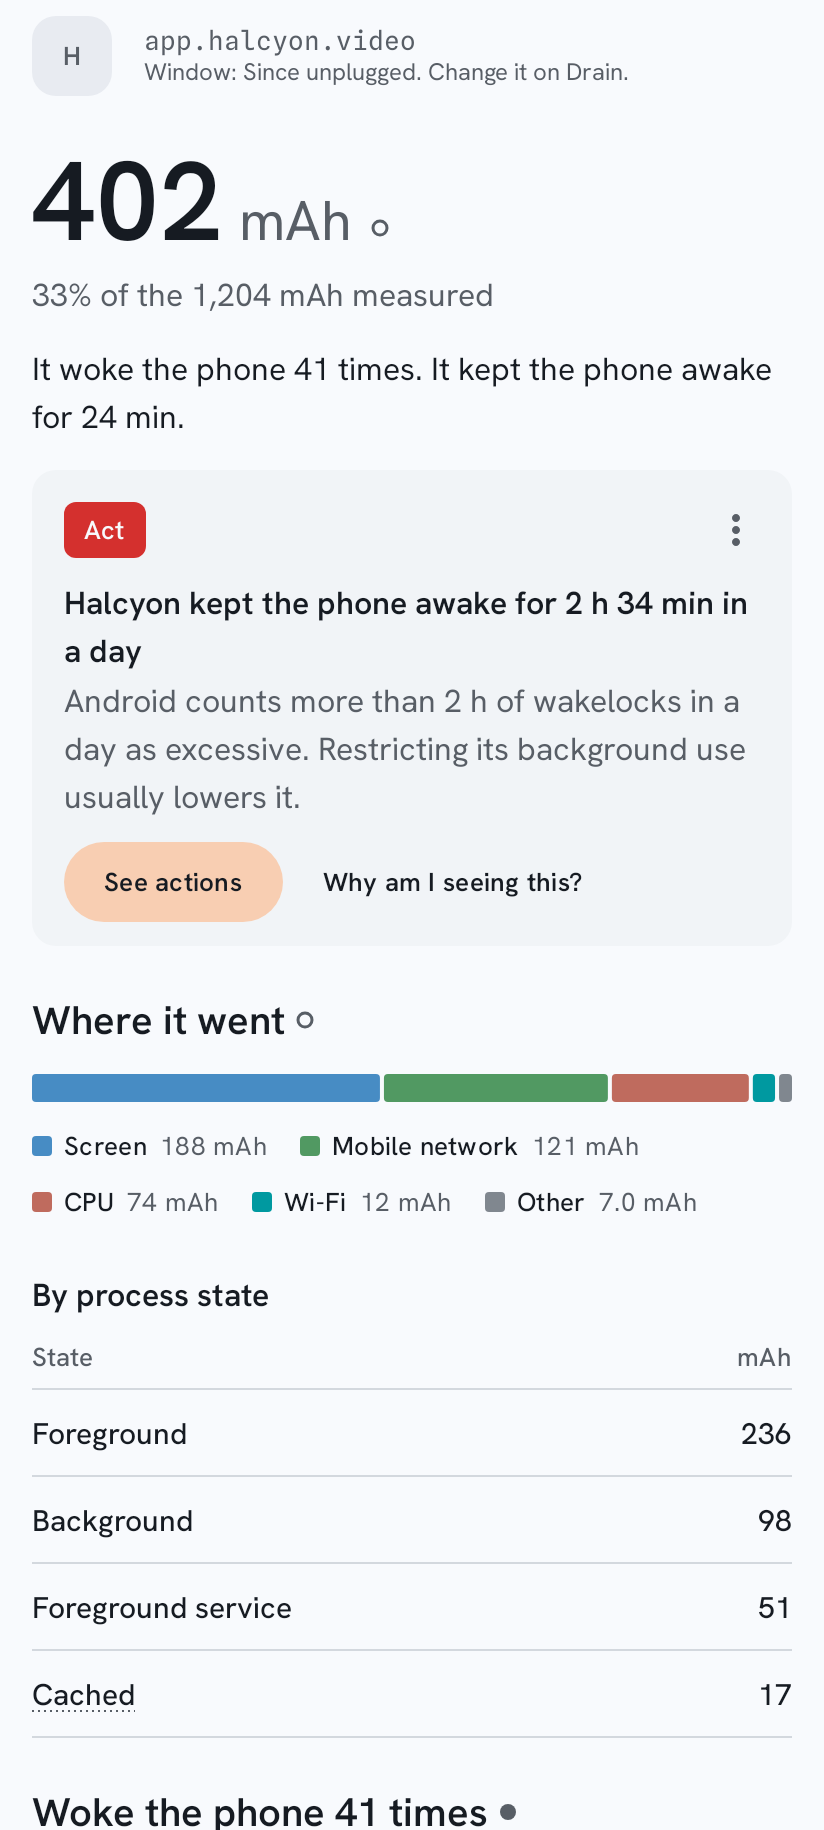 H
app.halcyon.video
Window: Since unplugged. Change it on Drain.
402 mAh
33% of the 1,204 mAh measured
It woke the phone 41 times. It kept the phone awake
for 24 min.
Act
Halcyon kept the phone awake for 2 h 34 min in
a day
Android counts more than 2 h of wakelocks in a
day as excessive. Restricting its background use
usually lowers it.
See actions Why am I seeing this?
Where it went
Screen 188 mAh Mobile network 121 mAh
CPU 74 mAh Wi-Fi 12 mAh Other 7.0 mAh
By process state
State mAh
Foreground 236
Background 98
Foreground service 51
Cached 17
Woke the phone 41 times